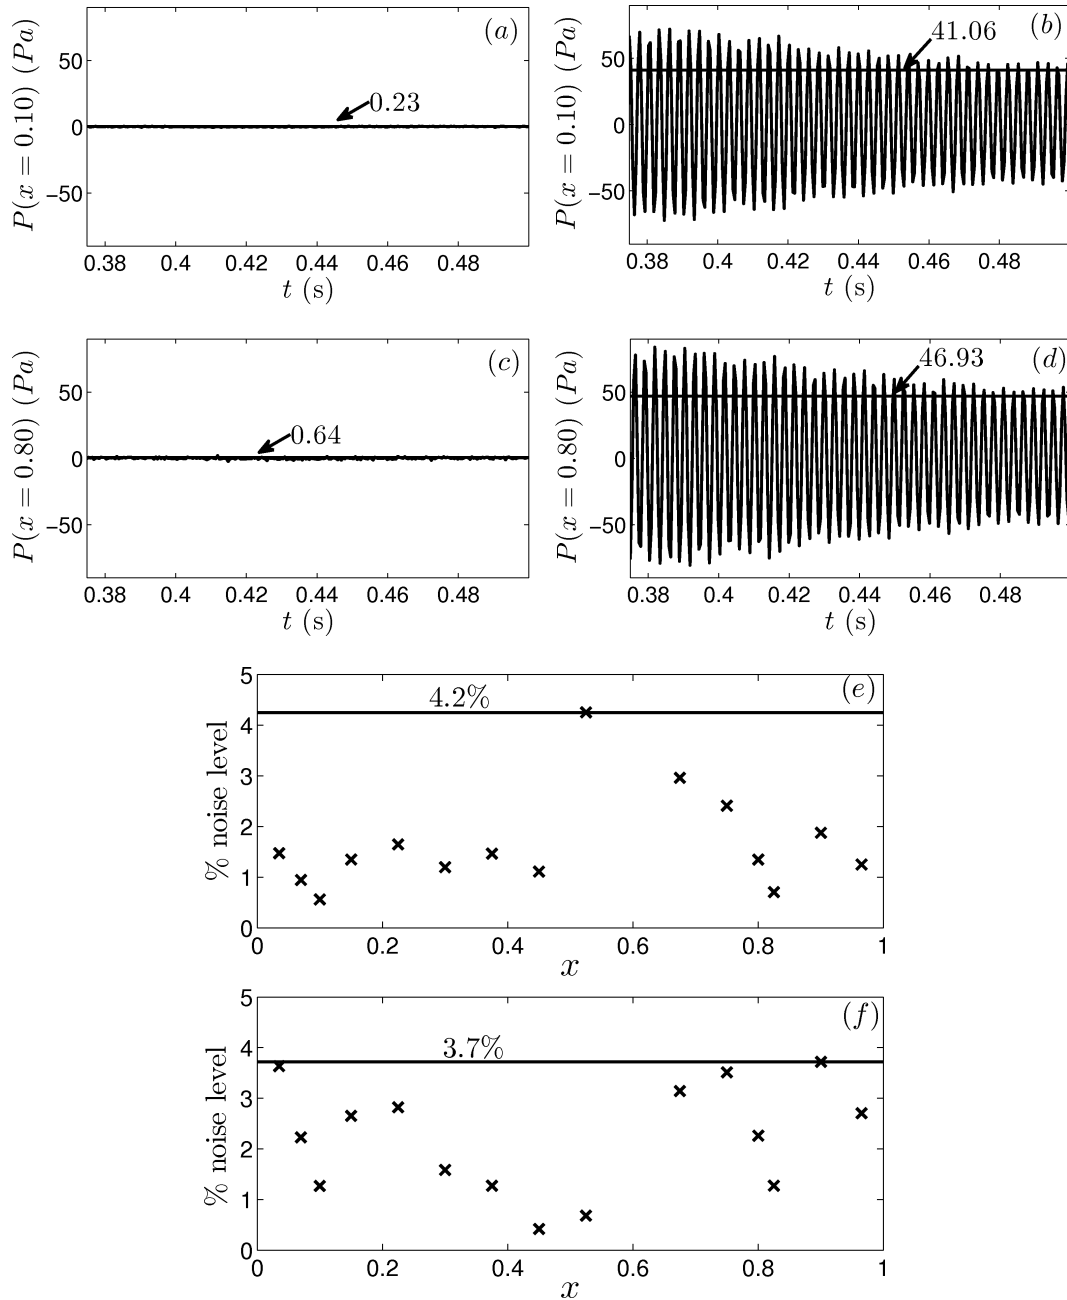 (a)
P(x = 0.10) (Pa)
50
0
−50
0.23
0.38 0.4 0.42 0.44 0.46 0.48
t (s)
(b)
P(x = 0.10) (Pa)
50
0
−50
41.06
0.38 0.4 0.42 0.44 0.46 0.48
t (s)
(c)
P(x = 0.80) (Pa)
50
0
−50
0.64
0.38 0.4 0.42 0.44 0.46 0.48
t (s)
(d)
P(x = 0.80) (Pa)
50
0
−50
46.93
0.38 0.4 0.42 0.44 0.46 0.48
t (s)
(e)
% noise level
5
4
3
2
1
0
4.2%
0 0.2 0.4 0.6 0.8 1
x
(f)
% noise level
5
4
3
2
1
0
3.7%
0 0.2 0.4 0.6 0.8 1
x